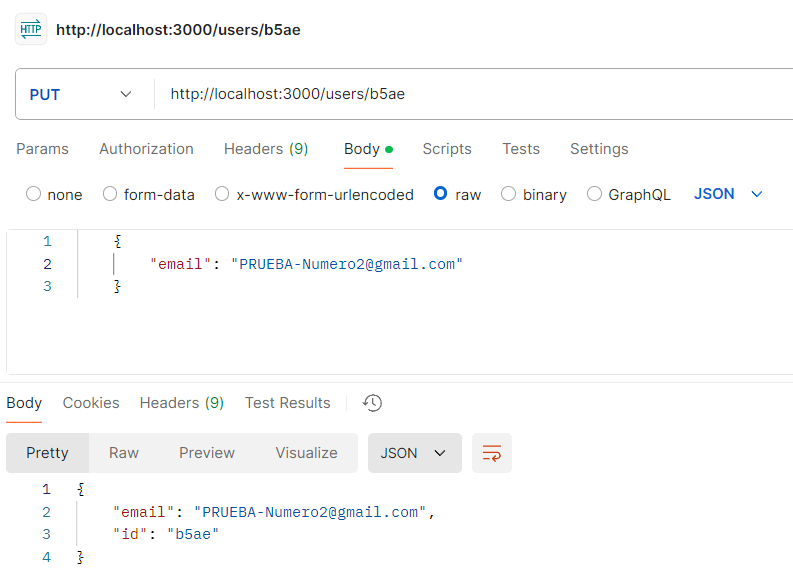 HTTP http://localhost:3000/users/b5ae
PUT http://localhost:3000/users/b5ae
Params Authorization Headers (9) Body Scripts Tests Settings
none form-data x-www-form-urlencoded raw binary GraphQL JSON
1 {
2 "email": "PRUEBA-Numero2@gmail.com"
3 }
Body Cookies Headers (9) Test Results
Pretty Raw Preview Visualize JSON
1 {
2 "email": "PRUEBA-Numero2@gmail.com",
3 "id": "b5ae"
4 }